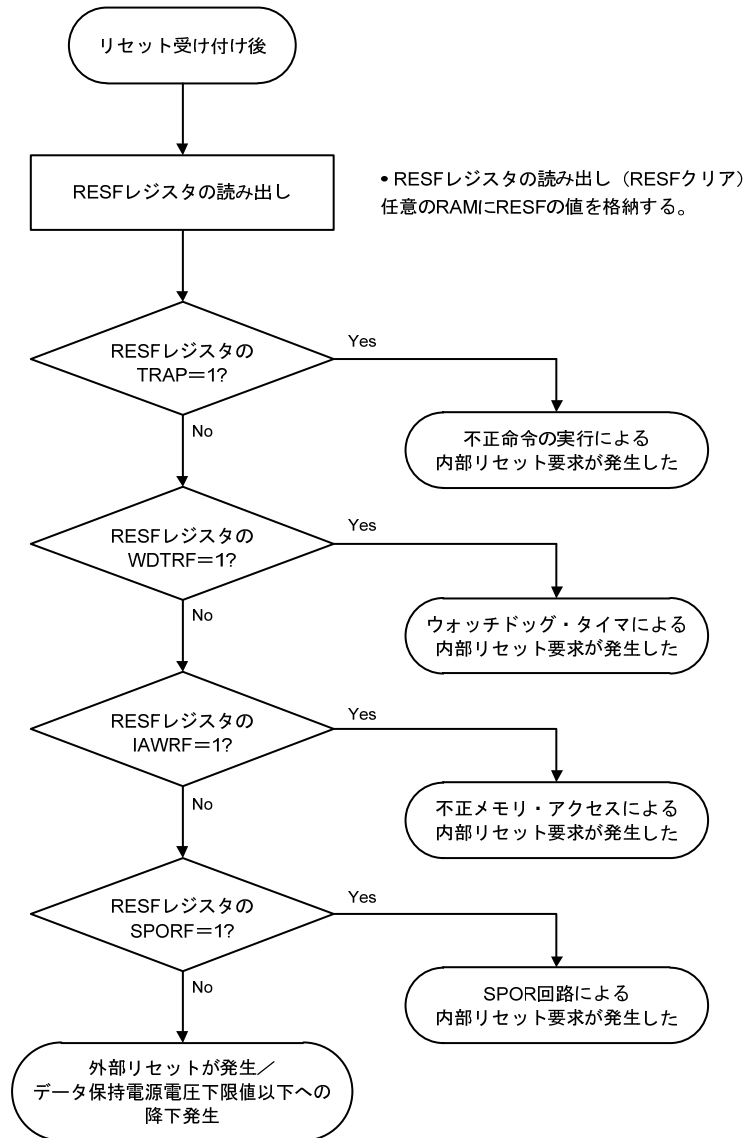 リセット受け付け後
RESFレジスタの読み出し
• RESFレジスタの読み出し（RESFクリア）
任意のRAMにRESFの値を格納する。
RESFレジスタの
TRAP＝1?
Yes
No
不正命令の実行による
内部リセット要求が発生した
RESFレジスタの
WDTRF＝1?
Yes
No
ウォッチドッグ・タイマによる
内部リセット要求が発生した
RESFレジスタの
IAWRF＝1?
Yes
No
不正メモリ・アクセスによる
内部リセット要求が発生した
RESFレジスタの
SPORF＝1?
Yes
No
SPOR回路による
内部リセット要求が発生した
外部リセットが発生／
データ保持電源電圧下限値以下への
降下発生